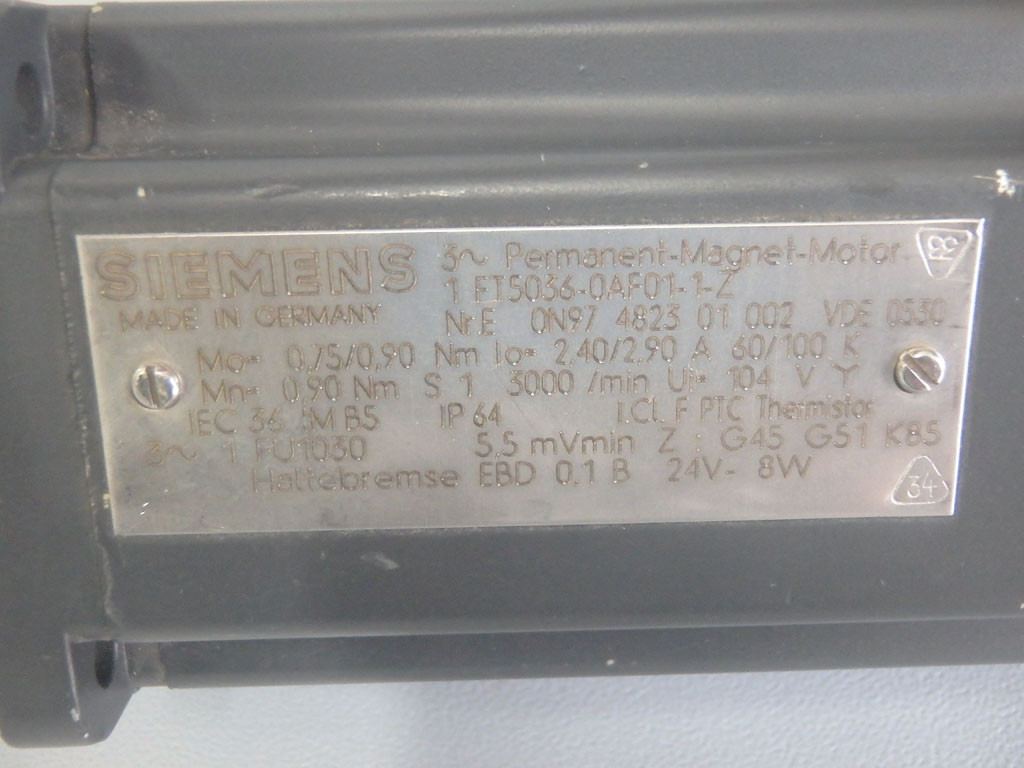 SIEMENS 3~ Permanent-Magnet-Motor
1 FT5036-0AF01-1-Z
MADE IN GERMANY Nr.E 0N97 4823 01 002 VDE 0530
Mo= 0,75/0,90 Nm Io= 2,40/2,90 A 60/100 K
Mn= 0,90 Nm S 1 3000 /min Ui= 104 V Y
IEC 36 IM B5 IP 64 I.Cl. F PTC Thermistor
3~ 1 FU1030 5,5 mVmin Z : G45 G51 K85
Haltebremse EBD 0,1 B 24V- 8W
34